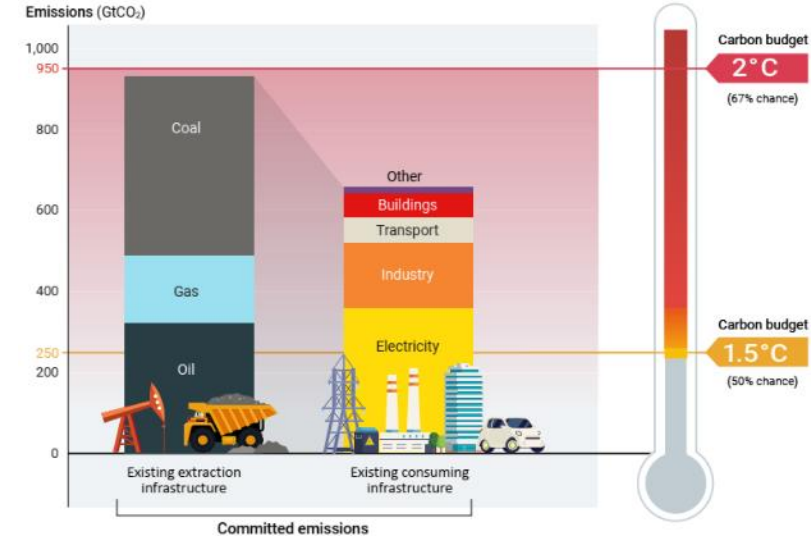 Emissions (GtCO₂)
1,000
950
800
600
400
250
200
0
Coal
Gas
Oil
Other
Buildings
Transport
Industry
Electricity
Existing extraction
infrastructure
Existing consuming
infrastructure
Committed emissions
Carbon budget
2°C
(67% chance)
Carbon budget
1.5°C
(50% chance)